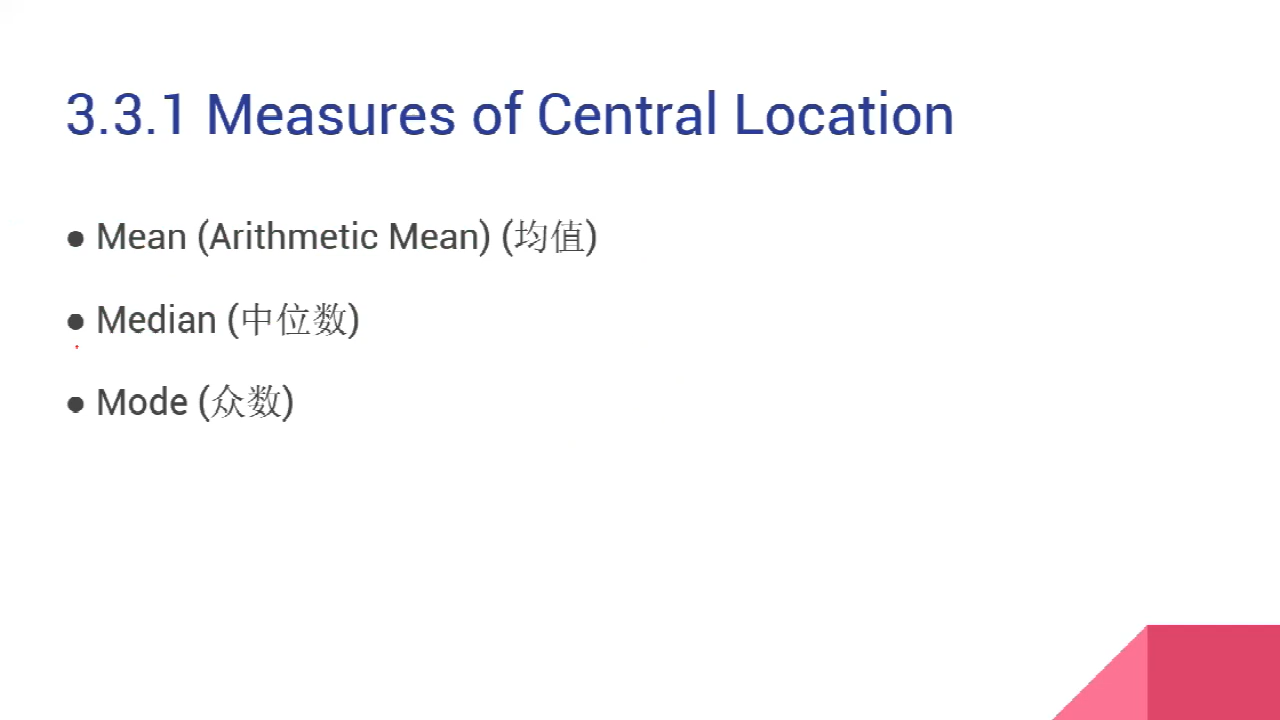 3.3.1 Measures of Central Location
● Mean (Arithmetic Mean) (均值)
● Median (中位数)
● Mode (众数)